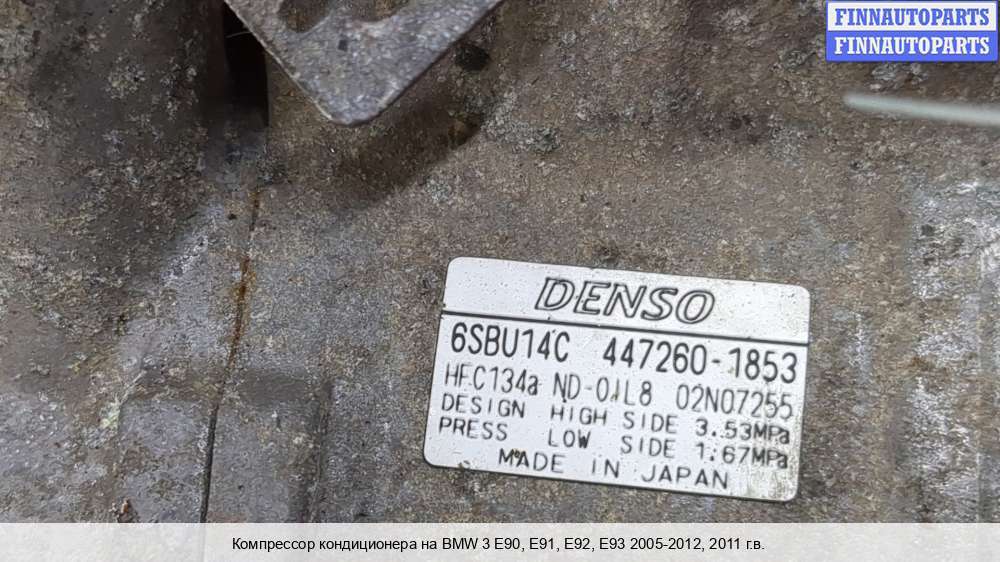 FINNAUTOPARTS
FINNAUTOPARTS
DENSO
6SBU14C 447260-1853
HFC134a ND-OIL8 02N07255
DESIGN HIGH SIDE 3.53MPa
PRESS LOW SIDE 1.67MPa
MADE IN JAPAN
Компрессор кондиционера на BMW 3 E90, E91, E92, E93 2005-2012, 2011 г.в.